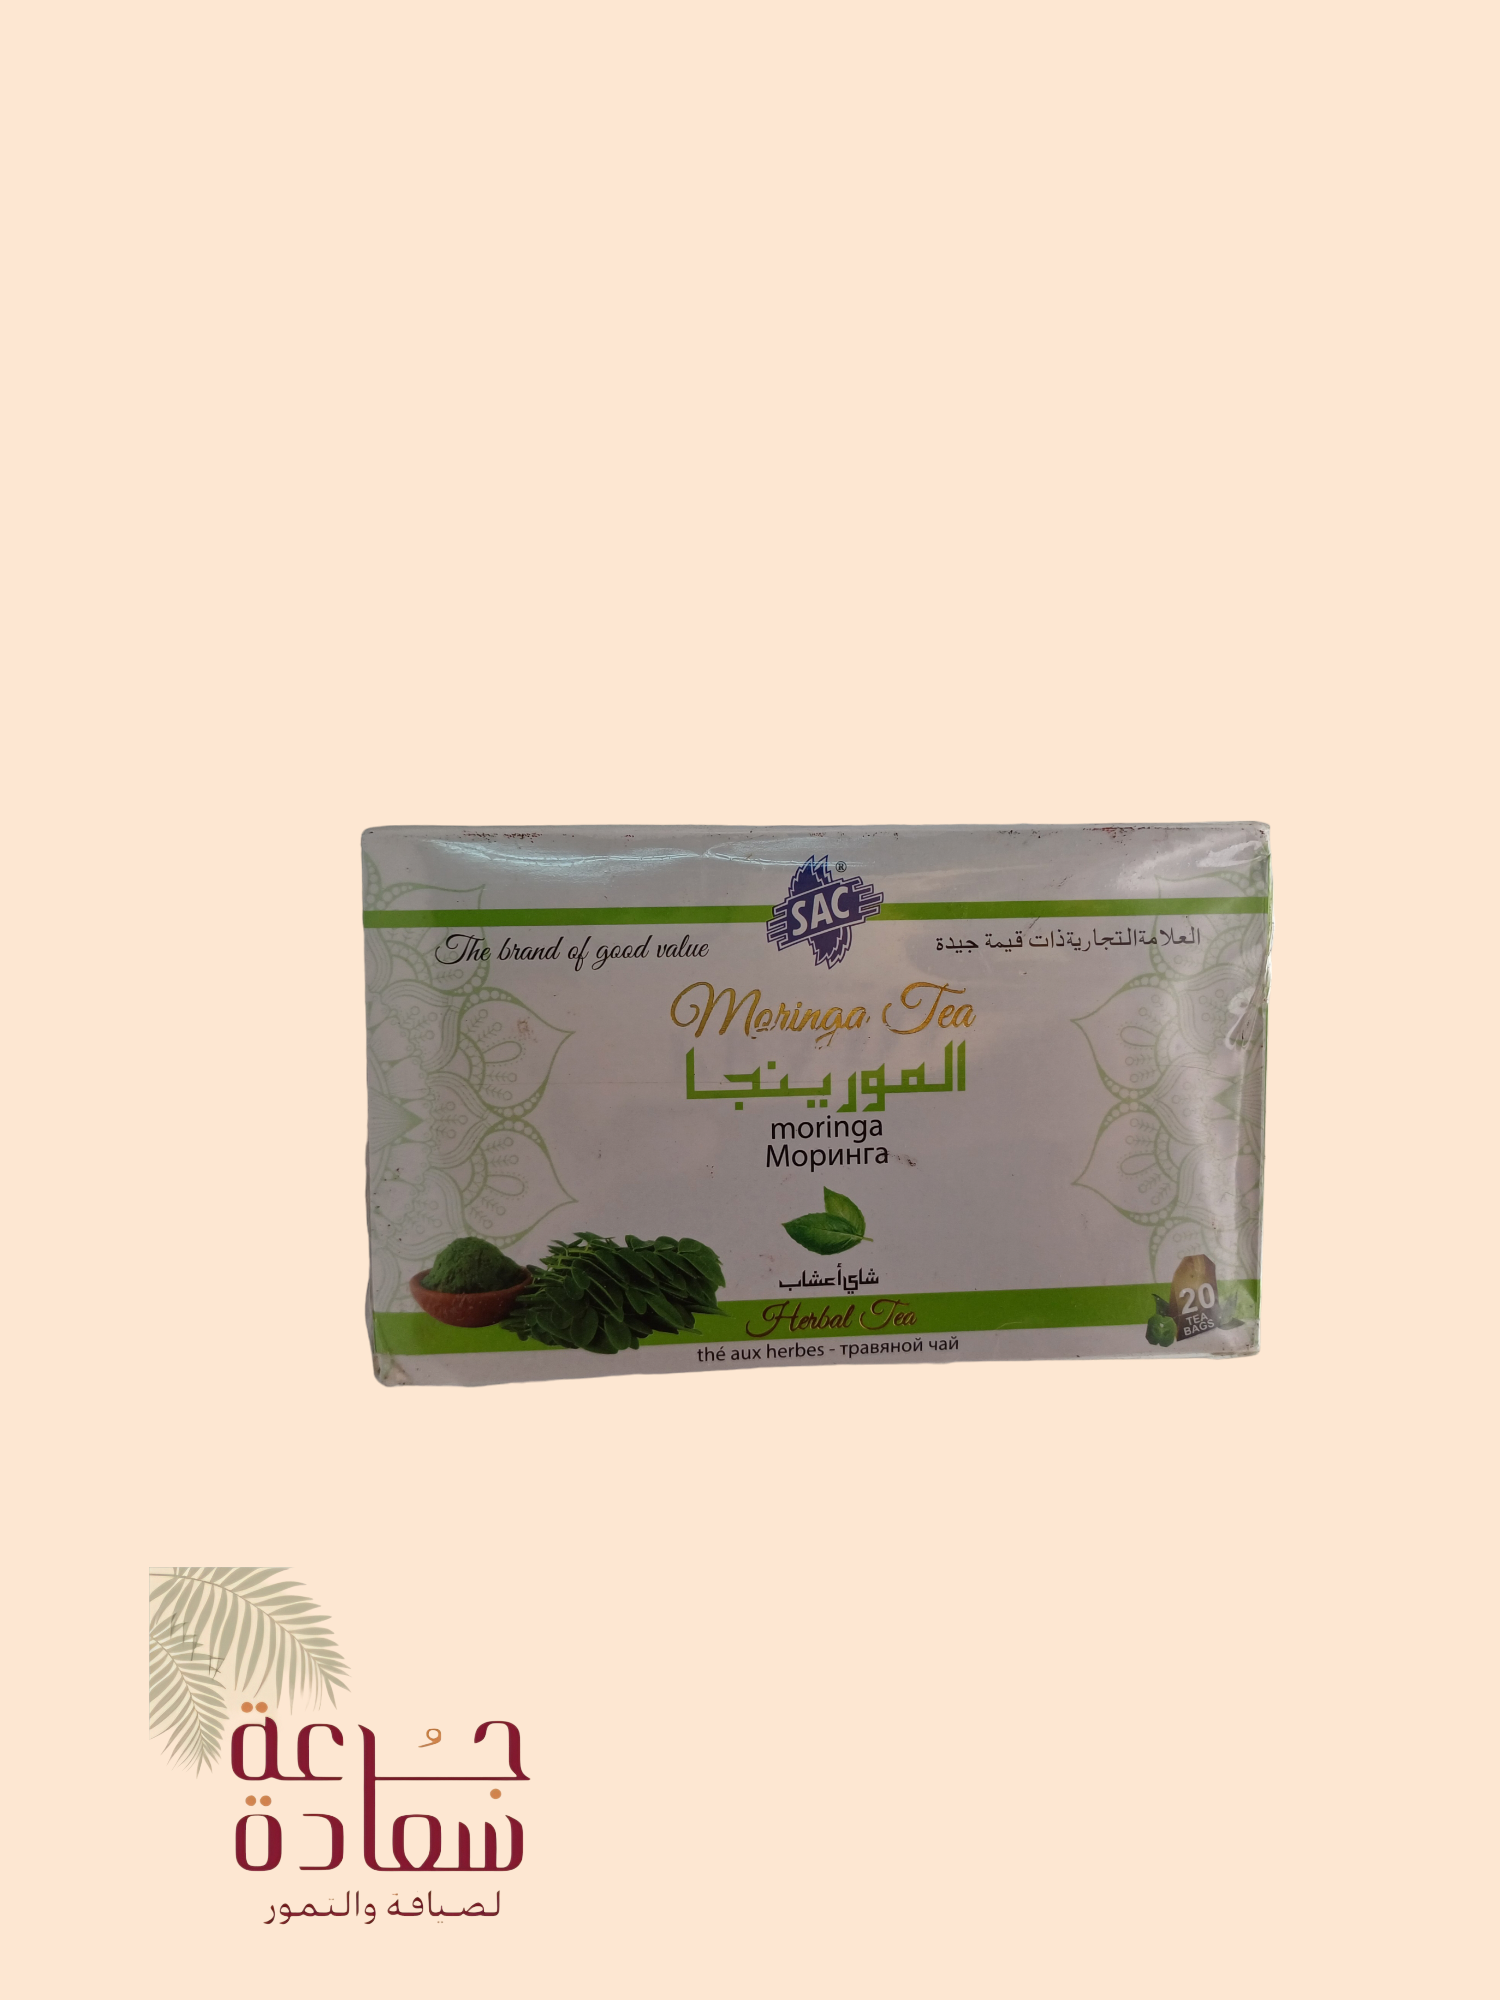 SAC®
The brand of good value
العلامة التجارية ذات قيمة جيدة
Moringa Tea
المورينجا
moringa
Моринга
شاي أعشاب
Herbal Tea
thé aux herbes - травяной чай
20
TEA
BAGS
جُرعة
سعادة
لضيافة والتمور